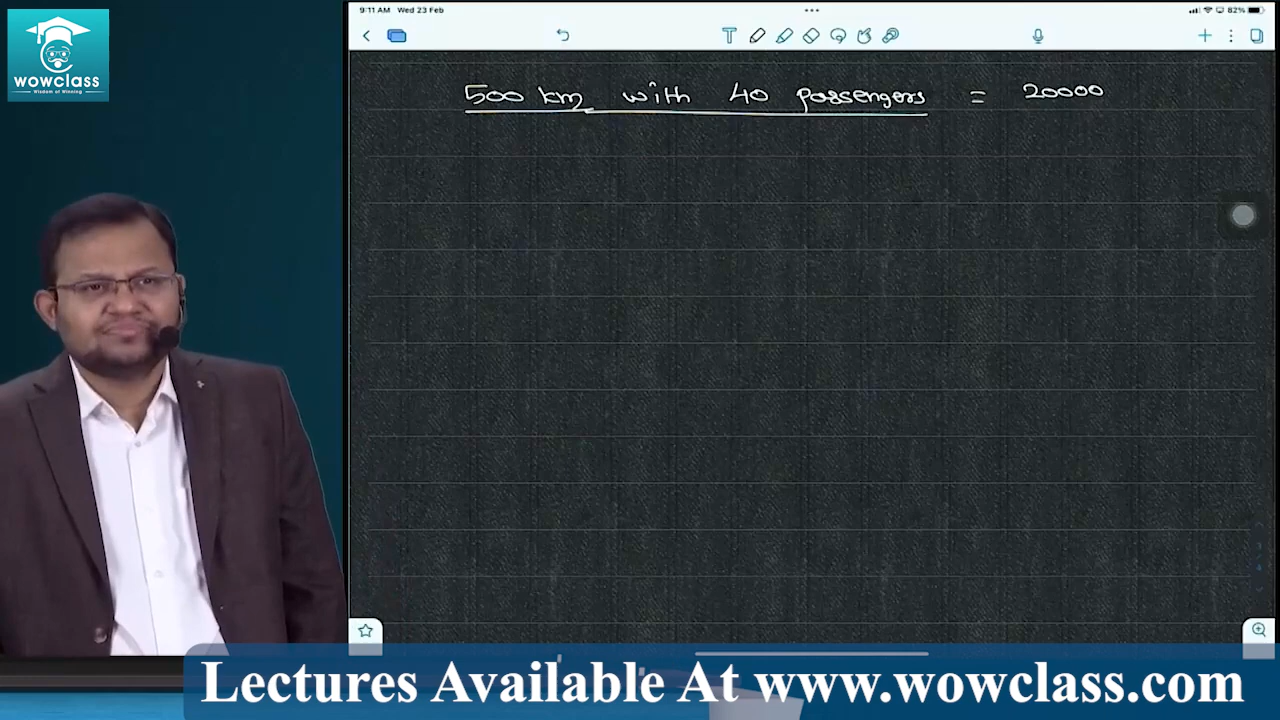 wowclass
Wisdom of Winning
9:11 AM Wed 23 Feb
82%
500 km with 40 passengers = 20000
Lectures Available At www.wowclass.com